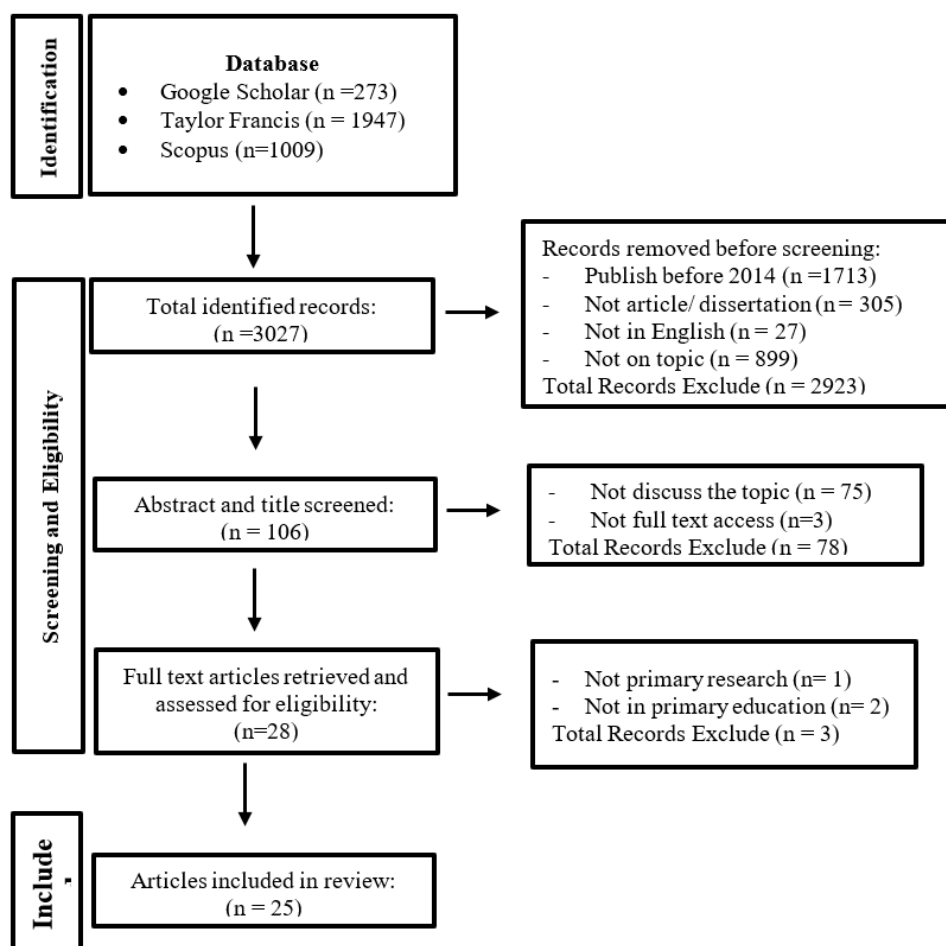 Identification
Database
• Google Scholar (n =273)
• Taylor Francis (n = 1947)
• Scopus (n=1009)
Records removed before screening:
- Publish before 2014 (n =1713)
- Not article/ dissertation (n = 305)
- Not in English (n = 27)
- Not on topic (n = 899)
Total Records Exclude (n = 2923)
Screening and Eligibility
Total identified records:
(n =3027)
Abstract and title screened:
(n = 106)
- Not discuss the topic (n = 75)
- Not full text access (n=3)
Total Records Exclude (n = 78)
Full text articles retrieved and
assessed for eligibility:
(n=28)
- Not primary research (n= 1)
- Not in primary education (n= 2)
Total Records Exclude (n = 3)
Include
Articles included in review:
(n = 25)